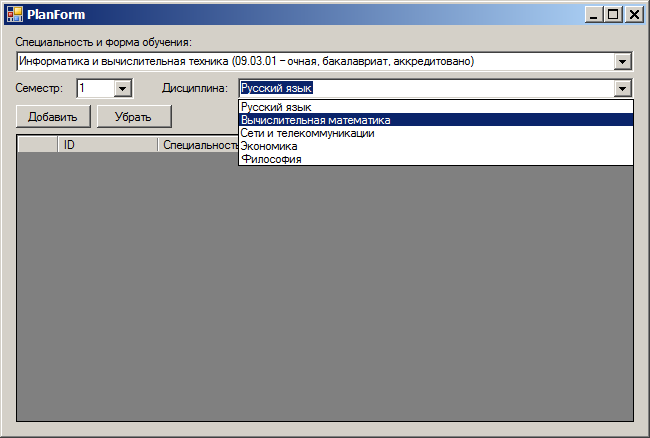 PlanForm
Специальность и форма обучения:
Информатика и вычислительная техника (09.03.01 – очная, бакалавриат, аккредитовано)
Семестр: 1 Дисциплина: Русский язык
Русский язык
Добавить Убрать Вычислительная математика
Сети и телекоммуникации
ID Специальность Экономика
Философия